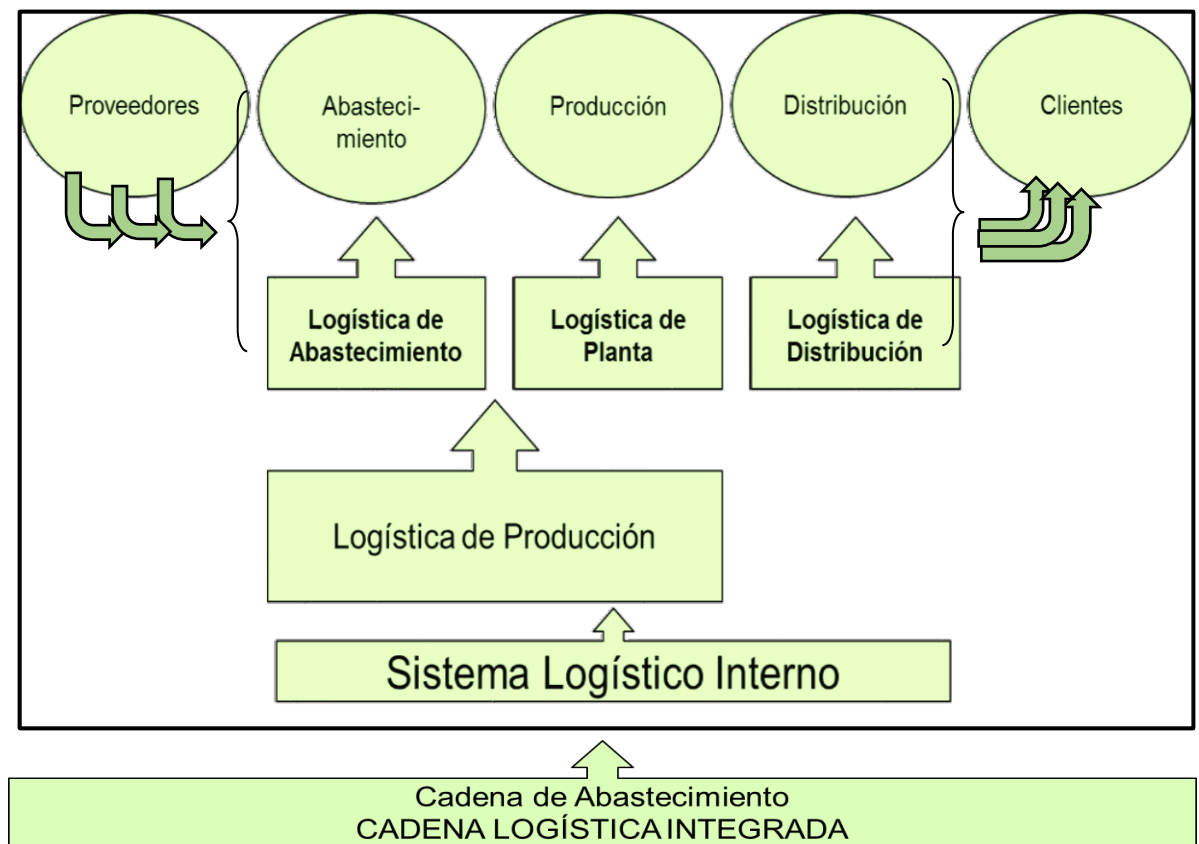 Proveedores
Abasteci-
miento
Producción
Distribución
Clientes
Logística de
Abastecimiento
Logística de
Planta
Logística de
Distribución
Logística de Producción
Sistema Logístico Interno
Cadena de Abastecimiento
CADENA LOGÍSTICA INTEGRADA